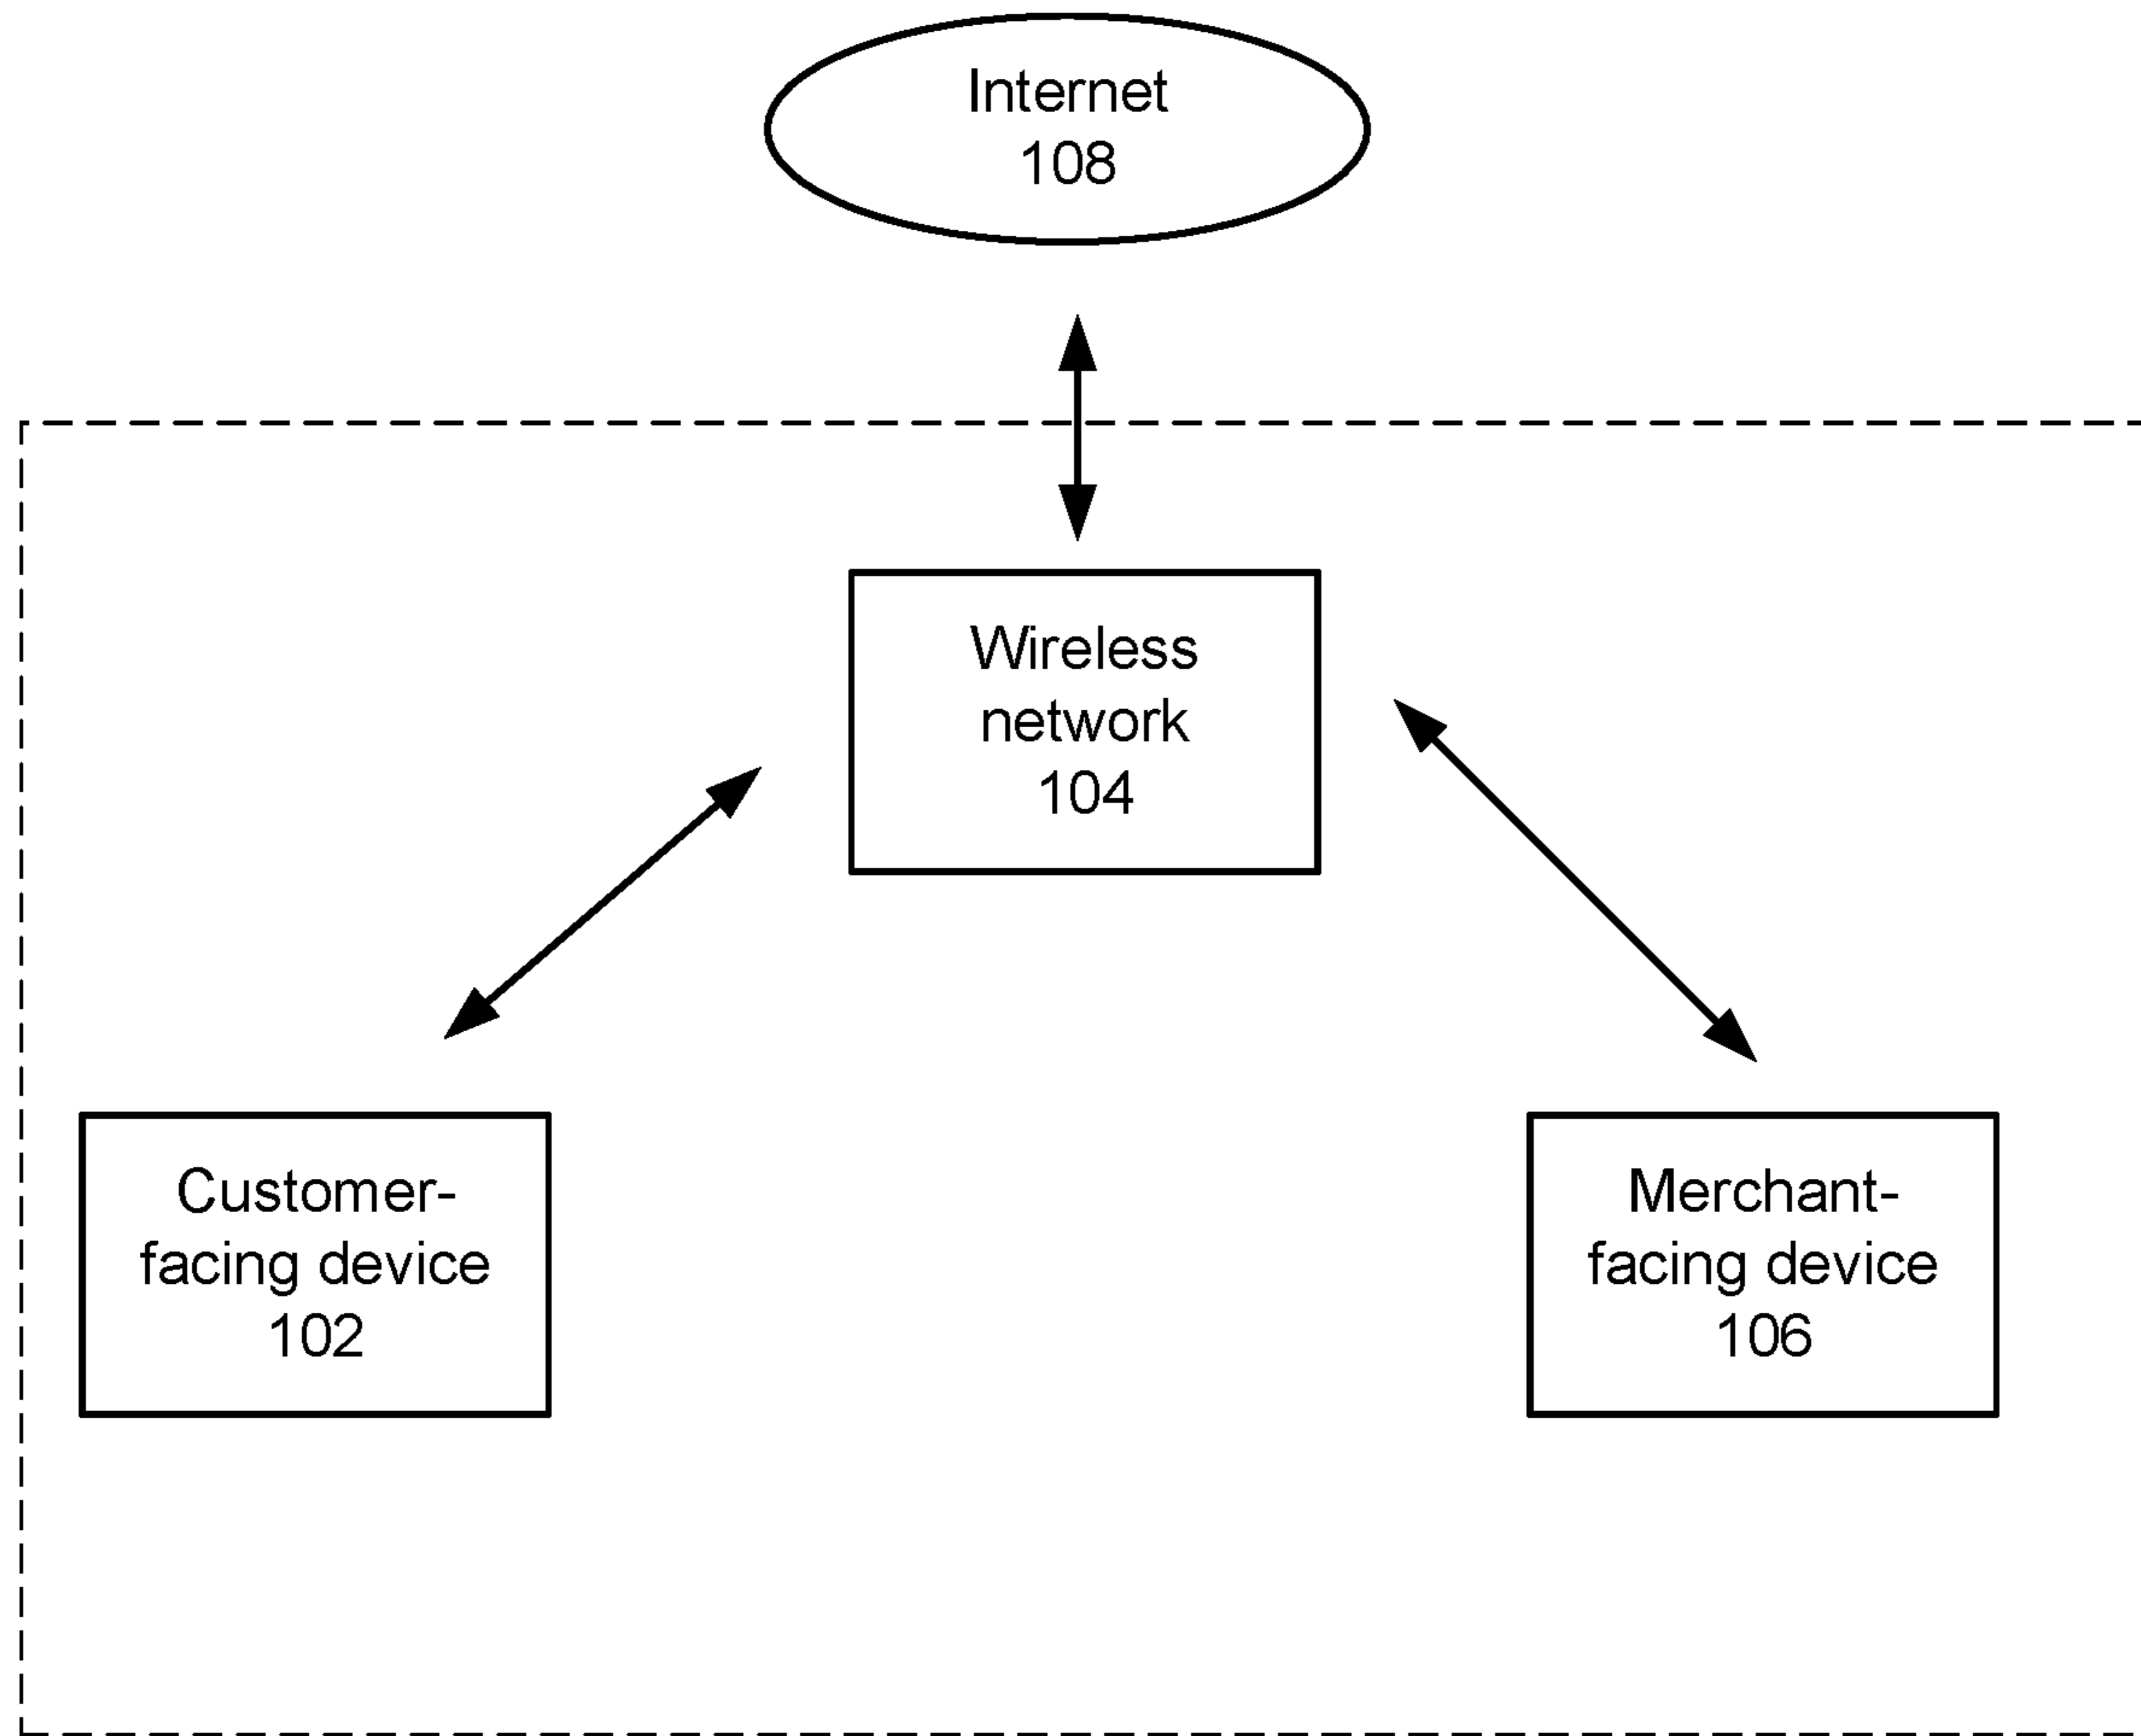 Internet
108
Wireless
network
104
Customer-
facing device
102
Merchant-
facing device
106